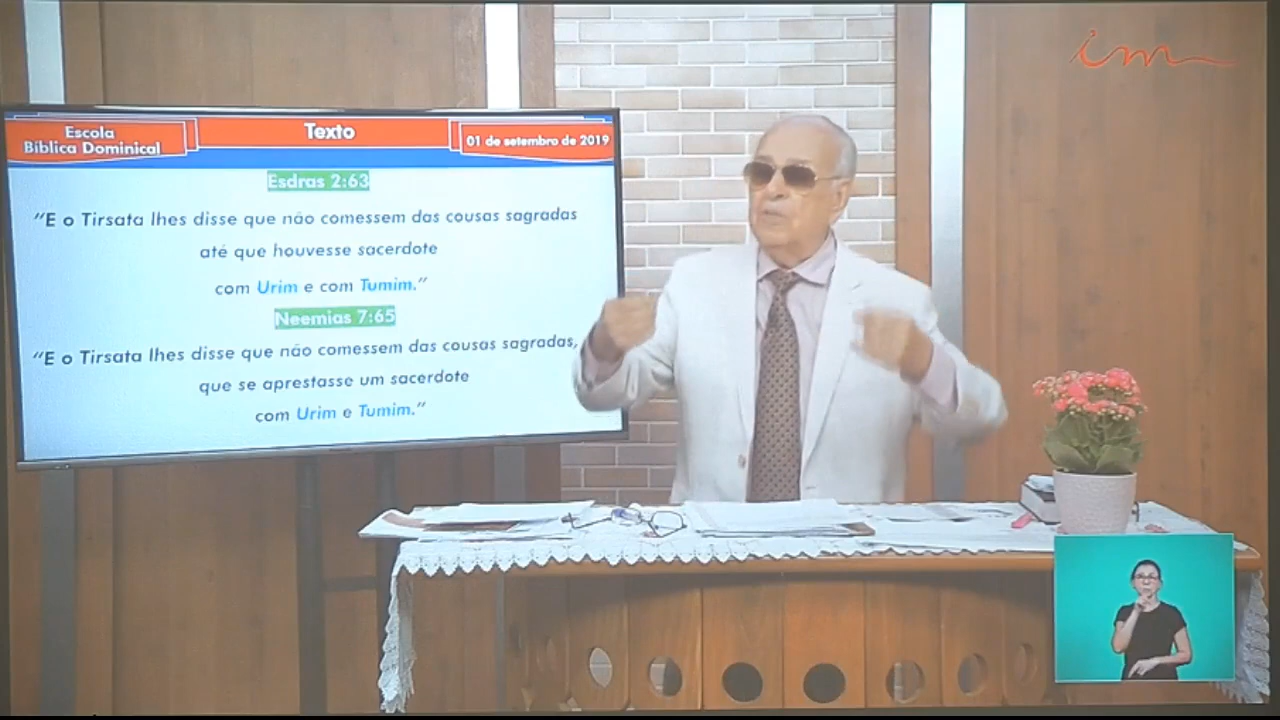 im
Escola
Bíblica Dominical
Texto
01 de setembro de 2019
Esdras 2:63
“E o Tirsata lhes disse que não comessem das cousas sagradas
até que houvesse sacerdote
com Urim e com Tumim.”
Neemias 7:65
“E o Tirsata lhes disse que não comessem das cousas sagradas,
que se aprestasse um sacerdote
com Urim e Tumim.”